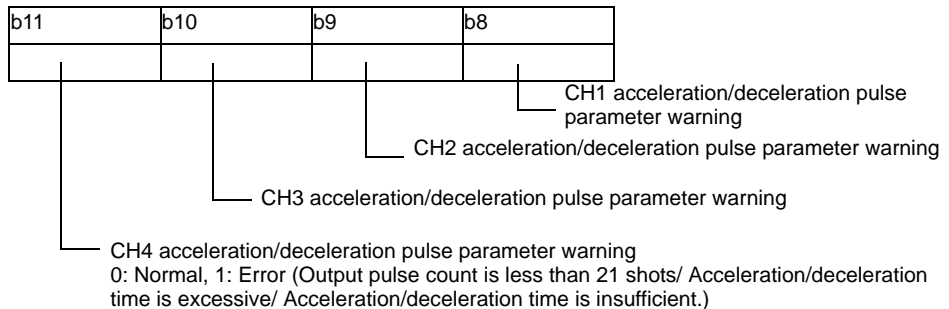 b11 b10 b9 b8
CH1 acceleration/deceleration pulse
parameter warning
CH2 acceleration/deceleration pulse parameter warning
CH3 acceleration/deceleration pulse parameter warning
CH4 acceleration/deceleration pulse parameter warning
0: Normal, 1: Error (Output pulse count is less than 21 shots/ Acceleration/deceleration
time is excessive/ Acceleration/deceleration time is insufficient.)